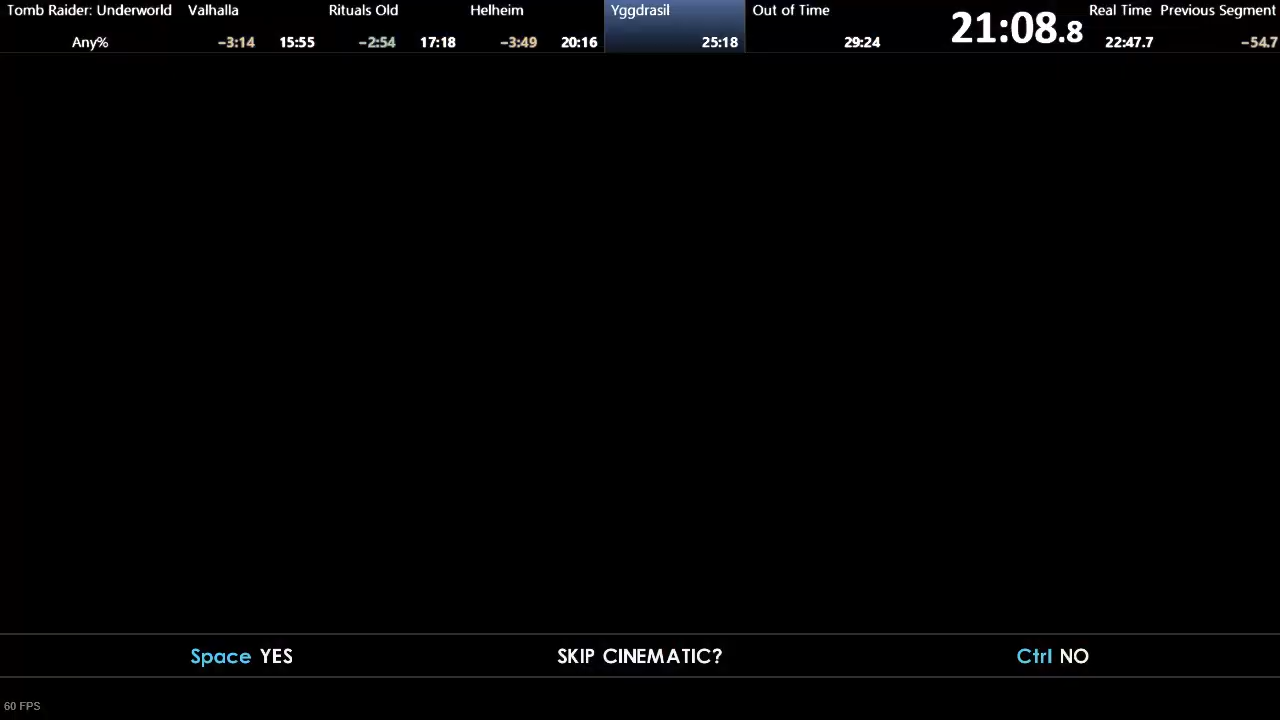 Tomb Raider: Underworld Valhalla Rituals Old Helheim Yggdrasil Out of Time 21:08.8 Real Time Previous Segment
Any% −3:14 15:55 −2:54 17:18 −3:49 20:16 25:18 29:24 22:47.7 −54.7
Space YES SKIP CINEMATIC? Ctrl NO
60 FPS